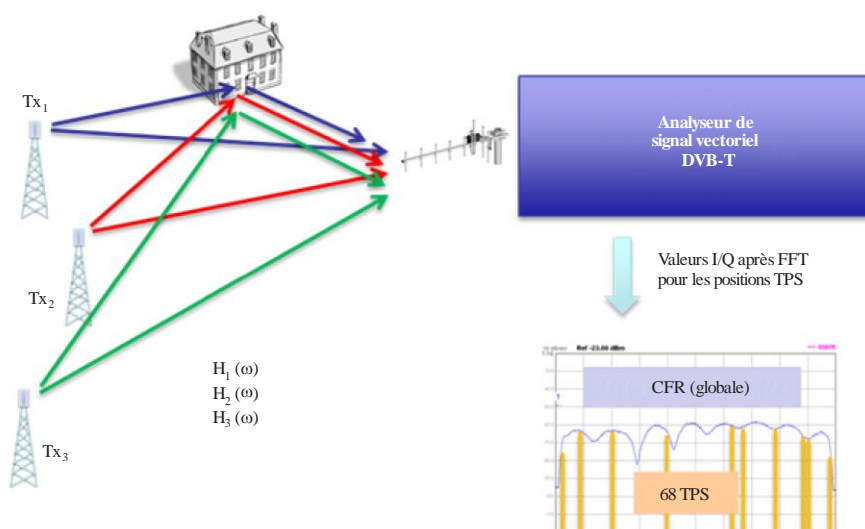 Tx1
Analyseur de
signal vectoriel
DVB-T
Valeurs I/Q après FFT
pour les positions TPS
Tx2
H1 (ω)
H2 (ω)
H3 (ω)
Tx3
Ref -23.00 dBm
CFR (globale)
68 TPS